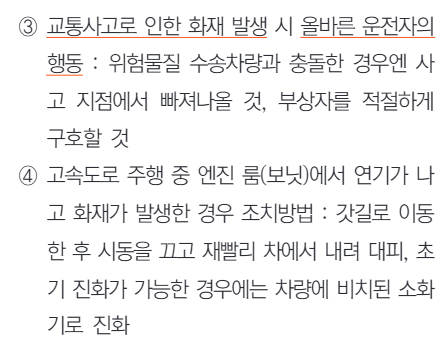 ③ 교통사고로 인한 화재 발생 시 올바른 운전자의
행동 : 위험물질 수송차량과 충돌한 경우엔 사
고 지점에서 빠져나올 것, 부상자를 적절하게
구호할 것
④ 고속도로 주행 중 엔진 룸(보닛)에서 연기가 나
고 화재가 발생한 경우 조치방법 : 갓길로 이동
한 후 시동을 끄고 재빨리 차에서 내려 대피, 초
기 진화가 가능한 경우에는 차량에 비치된 소화
기로 진화